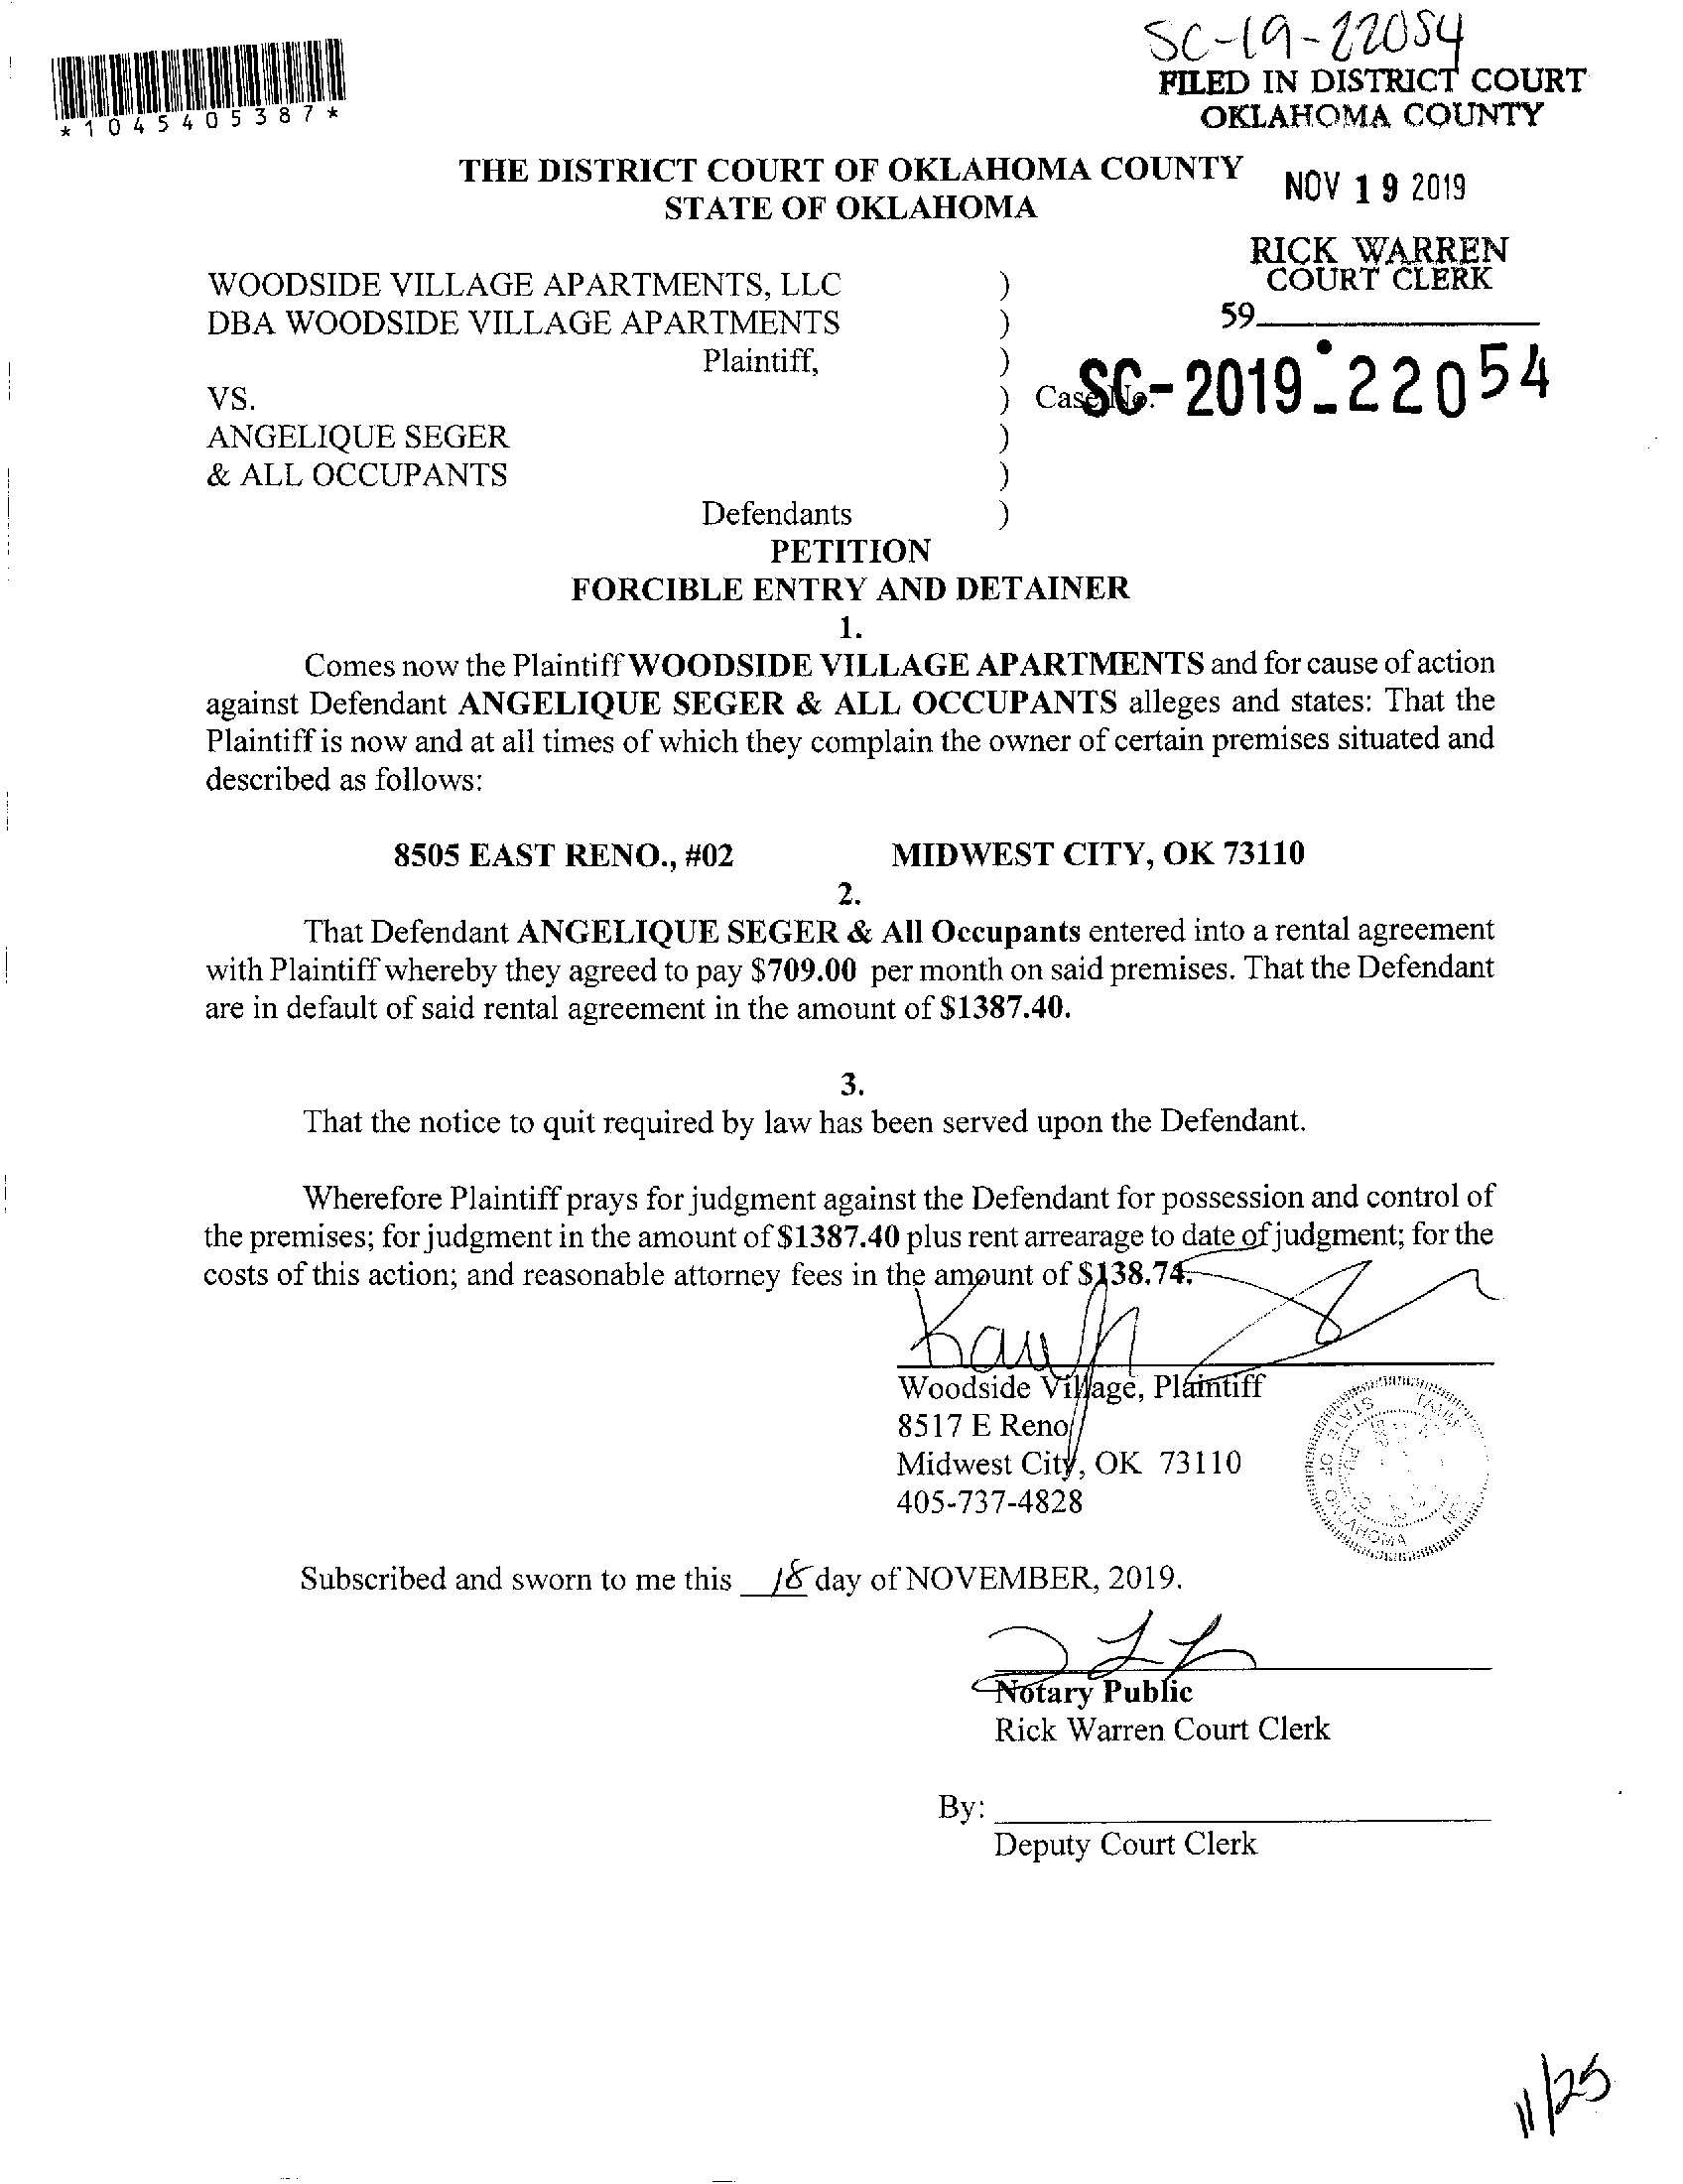 SC-19-22054
FILED IN DISTRICT COURT
OKLAHOMA COUNTY
*1045405387*
THE DISTRICT COURT OF OKLAHOMA COUNTY
STATE OF OKLAHOMA
NOV 19 2019
RICK WARREN
COURT CLERK
59
WOODSIDE VILLAGE APARTMENTS, LLC )
DBA WOODSIDE VILLAGE APARTMENTS )
Plaintiff, )
VS. ) Case No. SC-2019-22054
ANGELIQUE SEGER )
& ALL OCCUPANTS )
Defendants )
PETITION
FORCIBLE ENTRY AND DETAINER
1.
Comes now the Plaintiff WOODSIDE VILLAGE APARTMENTS and for cause of action
against Defendant ANGELIQUE SEGER & ALL OCCUPANTS alleges and states: That the
Plaintiff is now and at all times of which they complain the owner of certain premises situated and
described as follows:
8505 EAST RENO., #02 MIDWEST CITY, OK 73110
2.
That Defendant ANGELIQUE SEGER & All Occupants entered into a rental agreement
with Plaintiff whereby they agreed to pay $709.00 per month on said premises. That the Defendant
are in default of said rental agreement in the amount of $1387.40.
3.
That the notice to quit required by law has been served upon the Defendant.
Wherefore Plaintiff prays for judgment against the Defendant for possession and control of
the premises; for judgment in the amount of $1387.40 plus rent arrearage to date of judgment; for the
costs of this action; and reasonable attorney fees in the amount of $138.74.
Woodside Village, Plaintiff
8517 E Reno
Midwest City, OK 73110
405-737-4828
STATE OF OKLAHOMA
Subscribed and sworn to me this 18 day of NOVEMBER, 2019.
Notary Public
Rick Warren Court Clerk
By:
Deputy Court Clerk
11/25